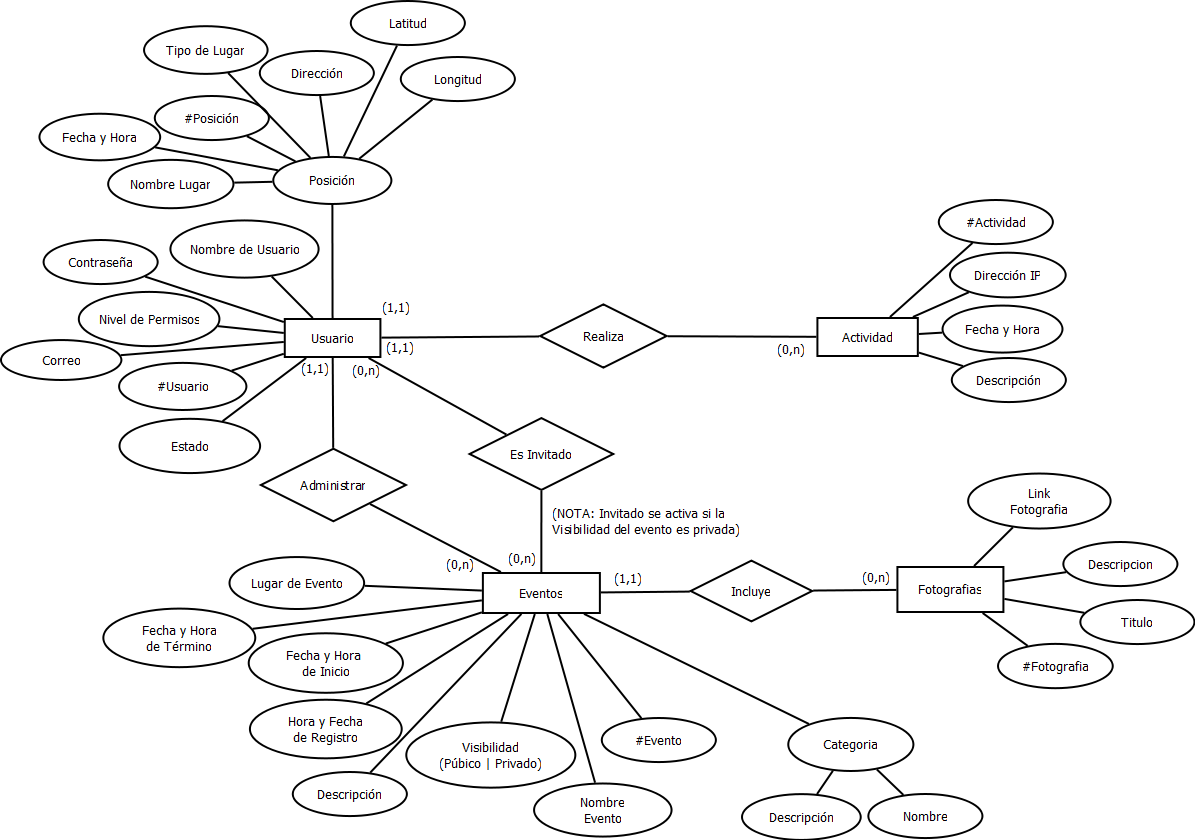 Latitud
Tipo de Lugar
Dirección
Longitud
#Posición
Fecha y Hora
Nombre Lugar
Posición
#Actividad
Nombre de Usuario
Contraseña
Dirección IP
(1,1)
Nivel de Permisos
Fecha y Hora
Usuario
Realiza
Actividad
(1,1)
(0,n)
Correo
(1,1)
(0,n)
#Usuario
Descripción
Estado
Es Invitado
Administrar
Link
Fotografia
(NOTA: Invitado se activa si la
Visibilidad del evento es privada)
(0,n)
(0,n)
Descripcion
Lugar de Evento
(1,1)
(0,n)
Eventos
Incluye
Fotografias
Titulo
Fecha y Hora
de Término
Fecha y Hora
de Inicio
#Fotografia
Hora y Fecha
de Registro
Visibilidad
(Púbico | Privado)
#Evento
Categoria
Descripción
Nombre
Evento
Descripción
Nombre